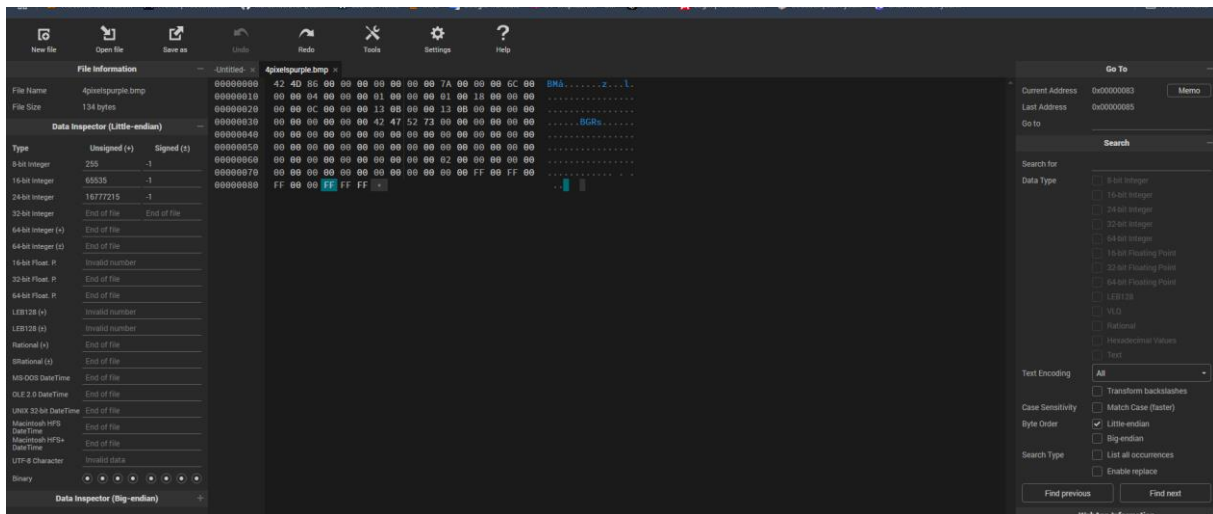 New file
Open file
Save as
Undo
Redo
Tools
Settings
Help
File Information
File Name 4pixelspurple.bmp
File Size 134 bytes
Data Inspector (Little-endian)
Type Unsigned (+) Signed (±)
8-bit Integer 255 -1
16-bit Integer 65535 -1
24-bit Integer 16777215 -1
32-bit Integer End of file End of file
64-bit Integer (+) End of file
64-bit Integer (±) End of file
16-bit Float. P. Invalid number
32-bit Float. P. End of file
64-bit Float. P. End of file
LEB128 (+) Invalid number
LEB128 (±) Invalid number
Rational (+) End of file
SRational (±) End of file
MS-DOS DateTime End of file
OLE 2.0 DateTime End of file
UNIX 32-bit DateTime End of file
Macintosh HFS DateTime End of file
Macintosh HFS+ DateTime End of file
UTF-8 Character Invalid data
Binary
Data Inspector (Big-endian) +
-Untitled- × 4pixelspurple.bmp ×
00000000 42 4D 86 00 00 00 00 00 00 00 7A 00 00 00 6C 00 BMå.......z...l.
00000010 00 00 04 00 00 00 01 00 00 00 01 00 18 00 00 00 ................
00000020 00 00 0C 00 00 00 13 0B 00 00 13 0B 00 00 00 00 ................
00000030 00 00 00 00 00 00 42 47 52 73 00 00 00 00 00 00 ......BGRs......
00000040 00 00 00 00 00 00 00 00 00 00 00 00 00 00 00 00 ................
00000050 00 00 00 00 00 00 00 00 00 00 00 00 00 00 00 00 ................
00000060 00 00 00 00 00 00 00 00 00 00 02 00 00 00 00 00 ................
00000070 00 00 00 00 00 00 00 00 00 00 00 00 FF 00 FF 00 ............ . .
00000080 FF 00 00 FF FF FF + ..
Go To
Current Address 0x00000083 Memo
Last Address 0x00000085
Go to
Search
Search for
Data Type 8-bit Integer
16-bit Integer
24-bit Integer
32-bit Integer
64-bit Integer
16-bit Floating Point
32-bit Floating Point
64-bit Floating Point
LEB128
VLQ
Rational
Hexadecimal Values
Text
Text Encoding All
Transform backslashes
Case Sensitivity Match Case (faster)
Byte Order Little-endian
Big-endian
Search Type List all occurrences
Enable replace
Find previous Find next